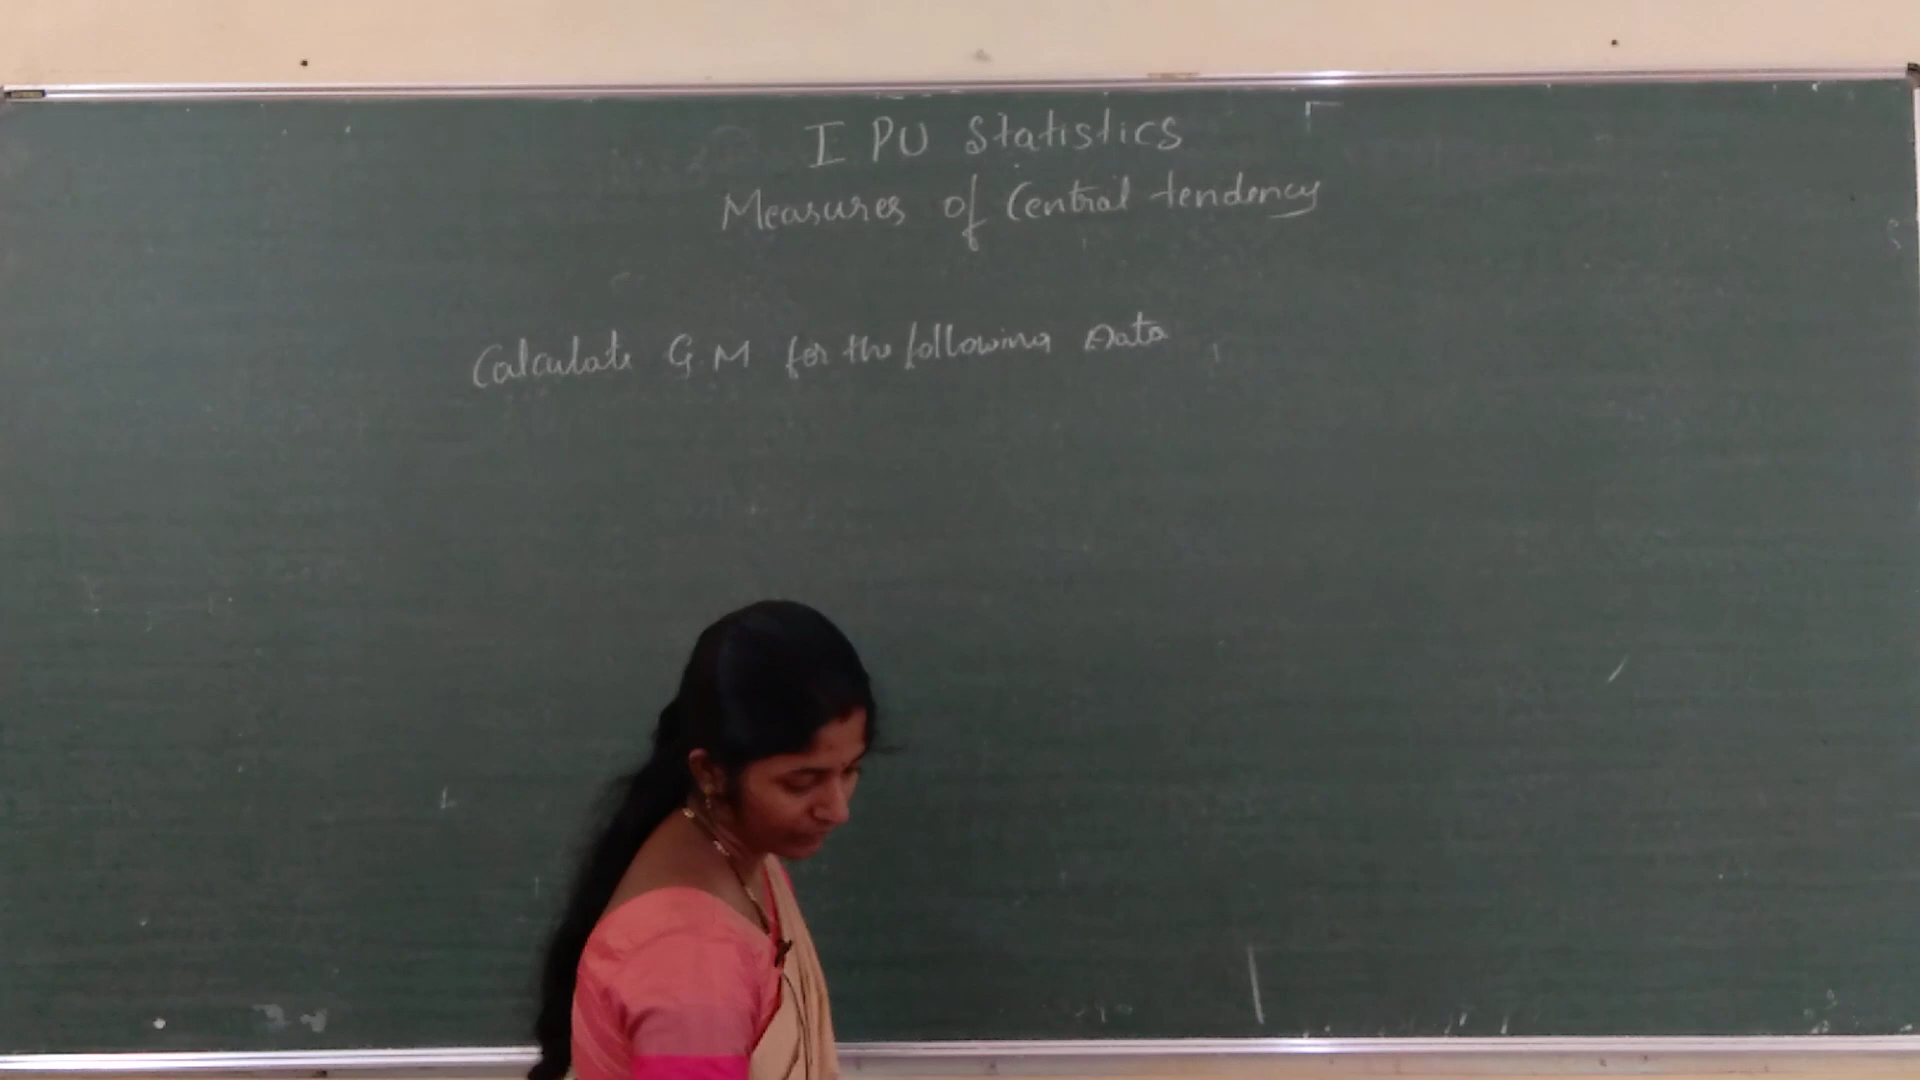 I PU Statistics
Measures of Central tendency
Calculate G.M for the following Data